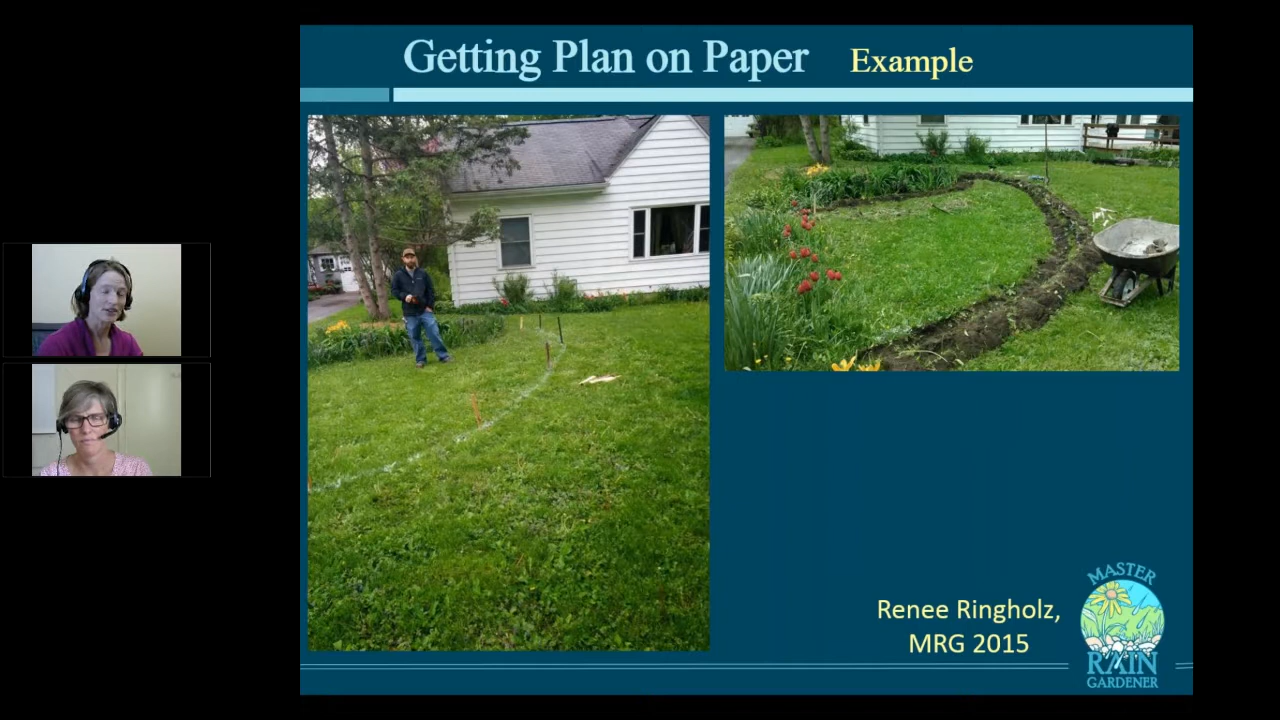 Getting Plan on Paper Example
Renee Ringholz,
MRG 2015
MASTER
RAIN
GARDENER